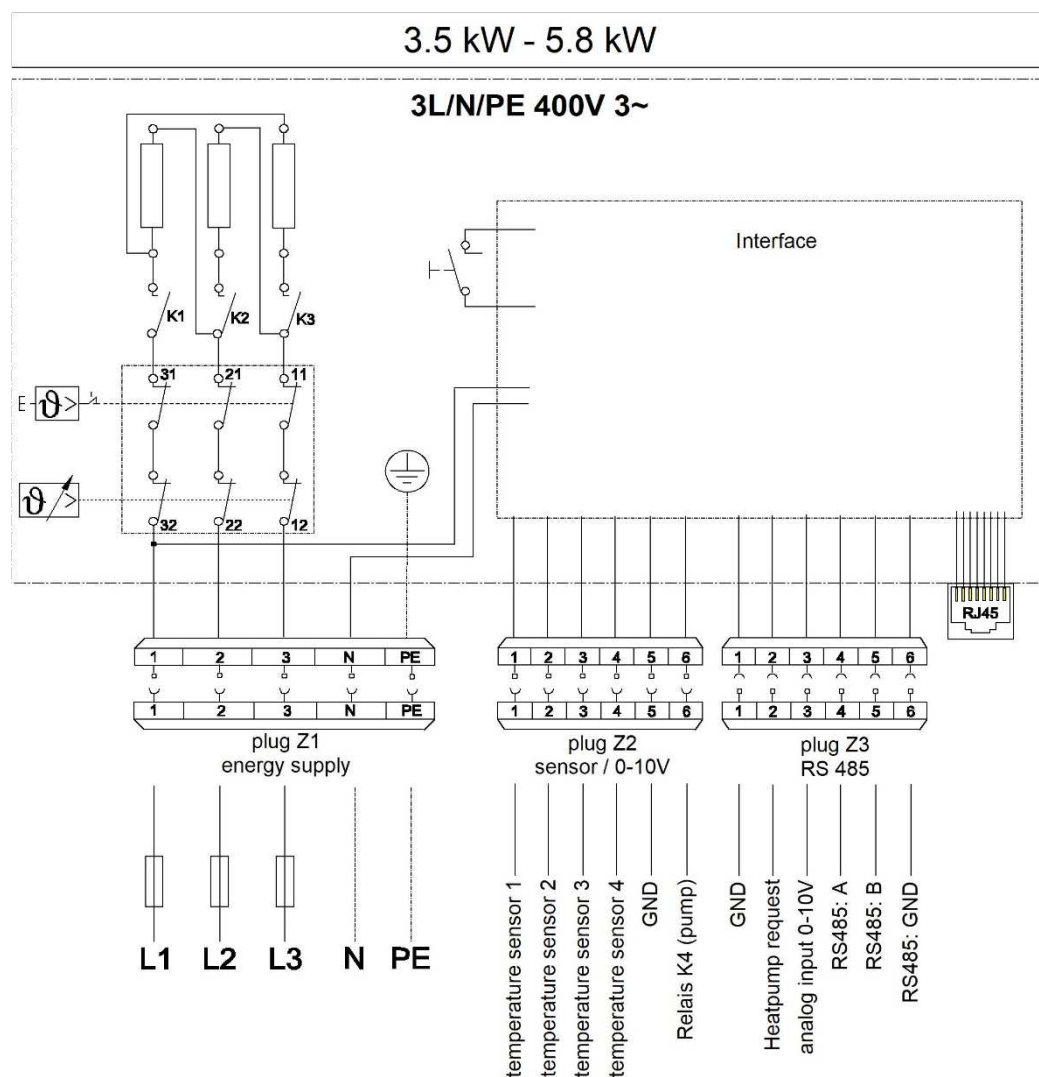 3.5 kW - 5.8 kW
3L/N/PE 400V 3~
Interface
K1 K2 K3
31 21 11
ϑ >
ϑ >
32 22 12
RJ45
1 2 3 N PE
1 2 3 4 5 6
1 2 3 4 5 6
1 2 3 N PE
1 2 3 4 5 6
1 2 3 4 5 6
plug Z1
energy supply
plug Z2
sensor / 0-10V
plug Z3
RS 485
L1 L2 L3 N PE
temperature sensor 1
temperature sensor 2
temperature sensor 3
temperature sensor 4
GND
Relais K4 (pump)
GND
Heatpump request
analog input 0-10V
RS485: A
RS485: B
RS485: GND